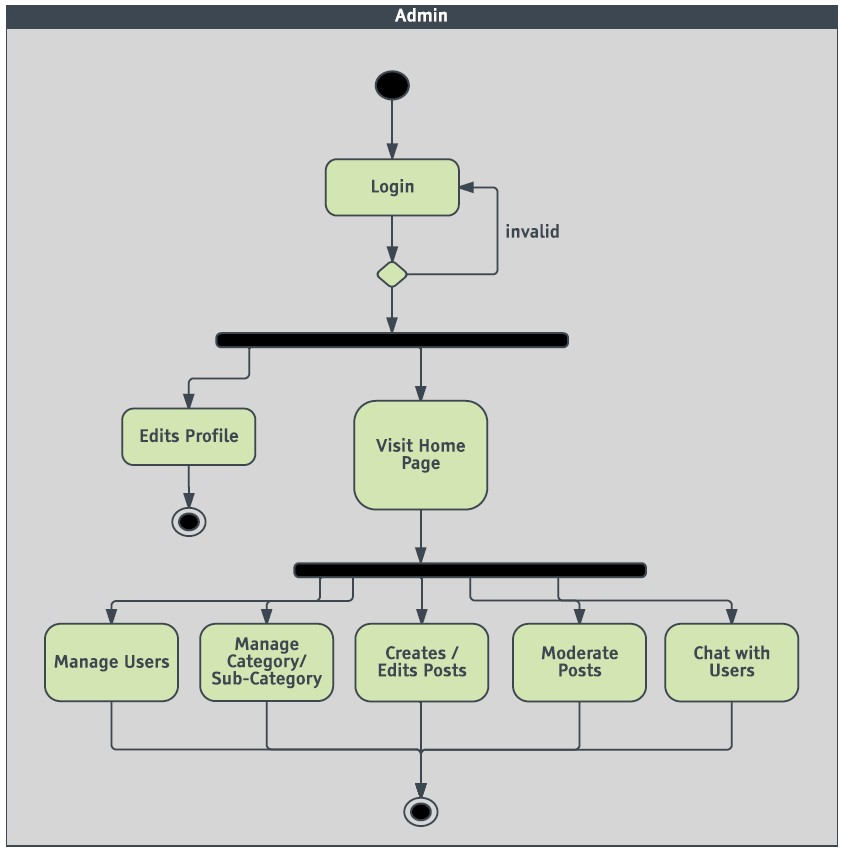 Admin
Login
invalid
Edits Profile
Visit Home
Page
Manage Users
Manage
Category/
Sub-Category
Creates /
Edits Posts
Moderate
Posts
Chat with
Users